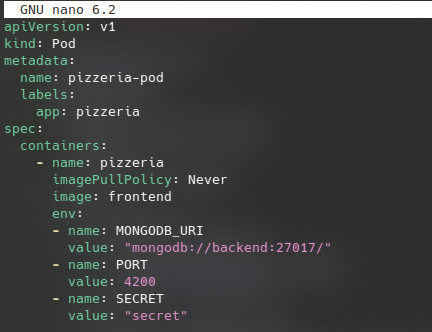 GNU nano 6.2
apiVersion: v1
kind: Pod
metadata:
  name: pizzeria-pod
  labels:
    app: pizzeria
spec:
  containers:
    - name: pizzeria
      imagePullPolicy: Never
      image: frontend
      env:
      - name: MONGODB_URI
        value: "mongodb://backend:27017/"
      - name: PORT
        value: 4200
      - name: SECRET
        value: "secret"